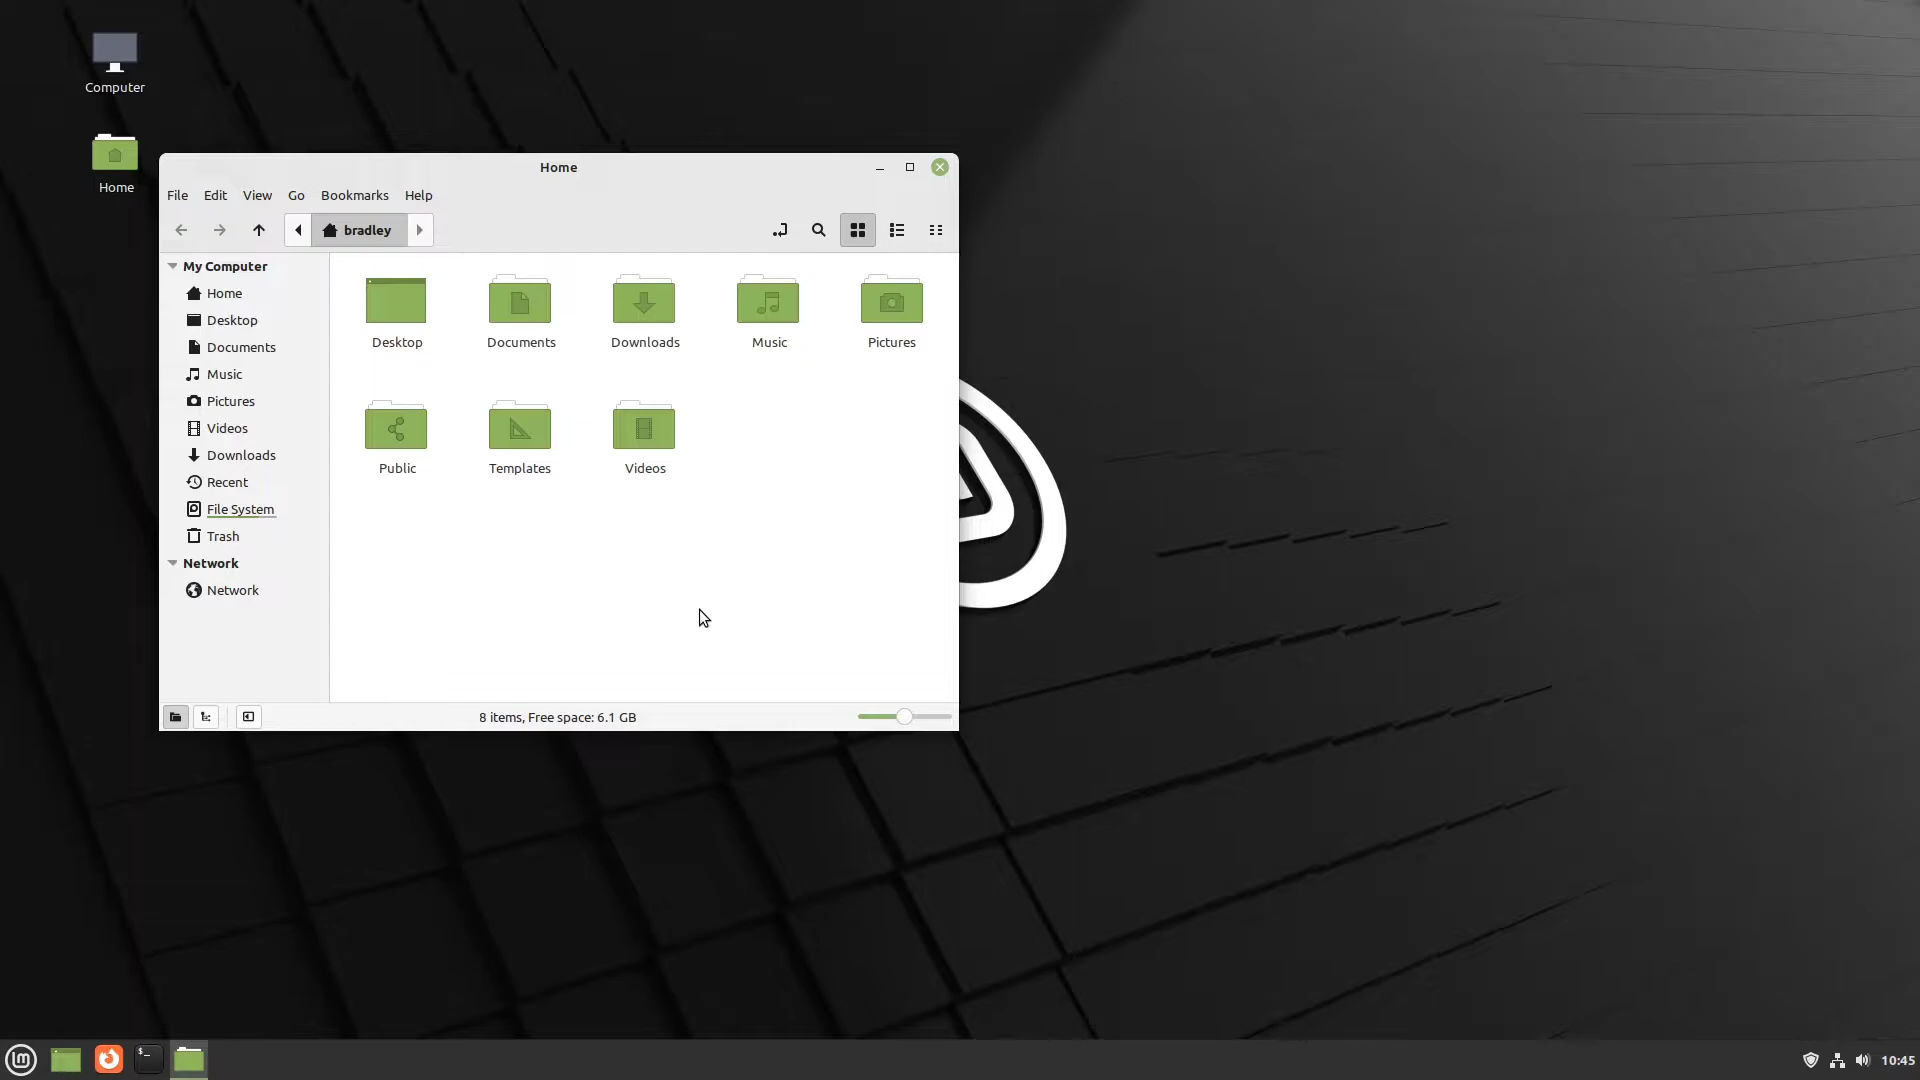 Computer
Home
Home
File Edit View Go Bookmarks Help
bradley
My Computer
Home
Desktop
Documents
Music
Pictures
Videos
Downloads
Recent
File System
Trash
Network
Network
Desktop Documents Downloads Music Pictures
Public Templates Videos
8 items, Free space: 6.1 GB
10:45